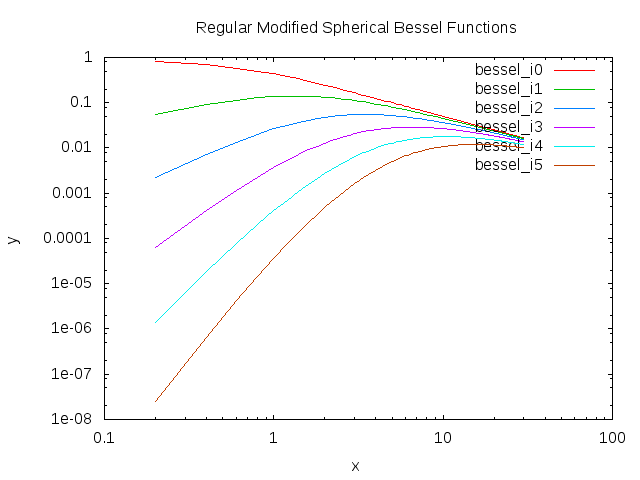 Regular Modified Spherical Bessel Functions
1
0.1
0.01
0.001
0.0001
1e-05
1e-06
1e-07
1e-08
0.1 1 10 100
y
x
bessel_i0
bessel_i1
bessel_i2
bessel_i3
bessel_i4
bessel_i5